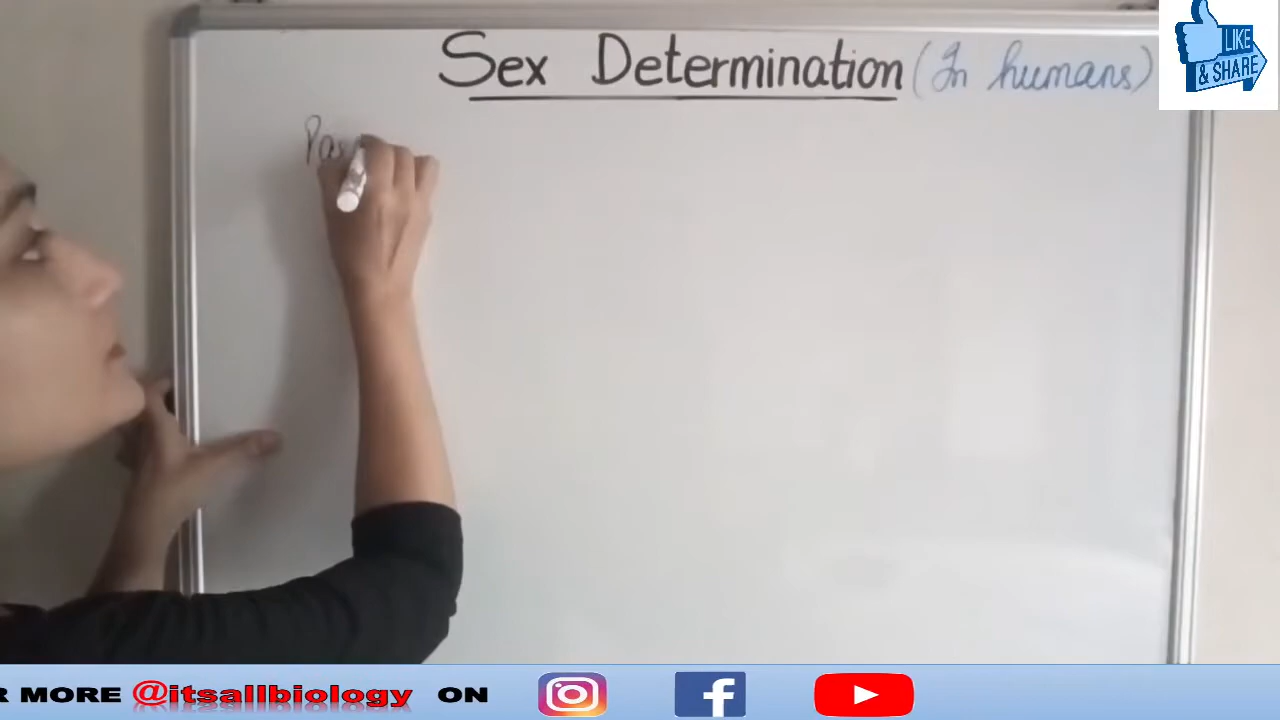 Sex Determination (In humans)
LIKE
& SHARE
R MORE @itsallbiology ON